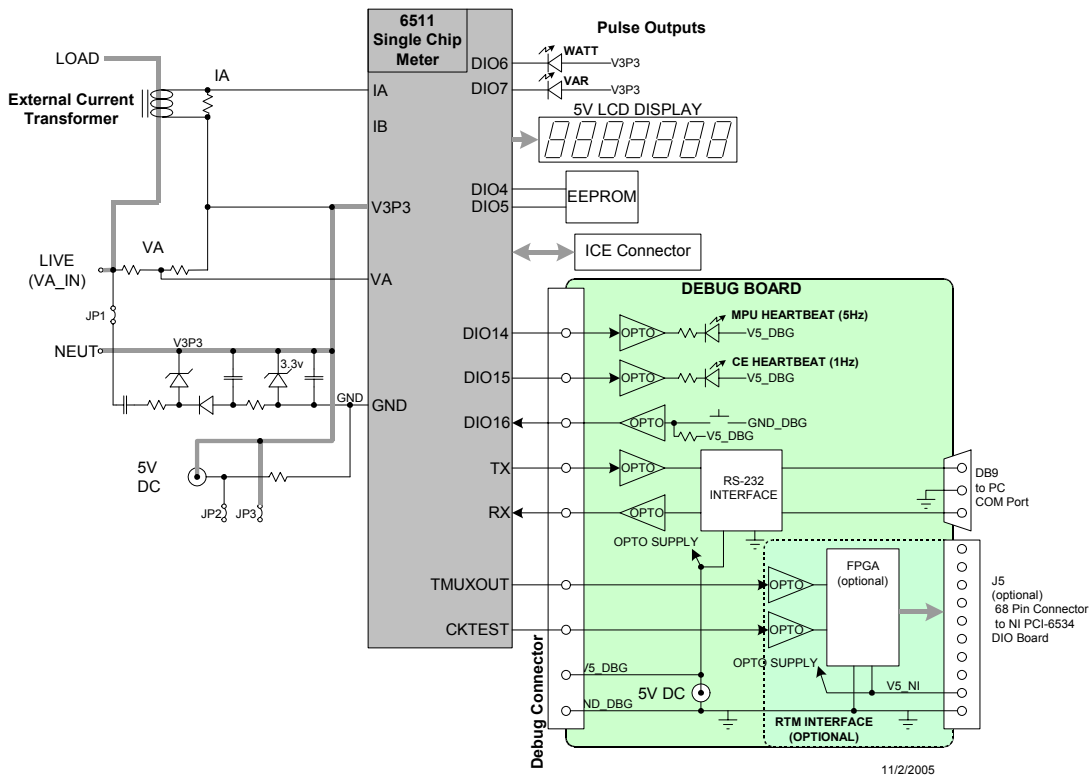 6511
Single Chip
Meter
Pulse Outputs
LOAD
IA
External Current
Transformer
IA
IB
DIO6
WATT
V3P3
DIO7
VAR
V3P3
5V LCD DISPLAY
DIO4
DIO5
EEPROM
V3P3
ICE Connector
VA
LIVE
(VA_IN)
VA
JP1
NEUT
V3P3
3.3v
GND
GND
5V
DC
JP2
JP3
DEBUG BOARD
DIO14
OPTO
MPU HEARTBEAT (5Hz)
V5_DBG
DIO15
OPTO
CE HEARTBEAT (1Hz)
V5_DBG
DIO16
OPTO
GND_DBG
V5_DBG
TX
OPTO
RS-232
INTERFACE
RX
OPTO
DB9
to PC
COM Port
OPTO SUPPLY
TMUXOUT
OPTO
FPGA
(optional)
CKTEST
OPTO
J5
(optional)
68 Pin Connector
to NI PCI-6534
DIO Board
OPTO SUPPLY
V5_DBG
5V DC
V5_NI
ND_DBG
RTM INTERFACE
(OPTIONAL)
Debug Connector
11/2/2005